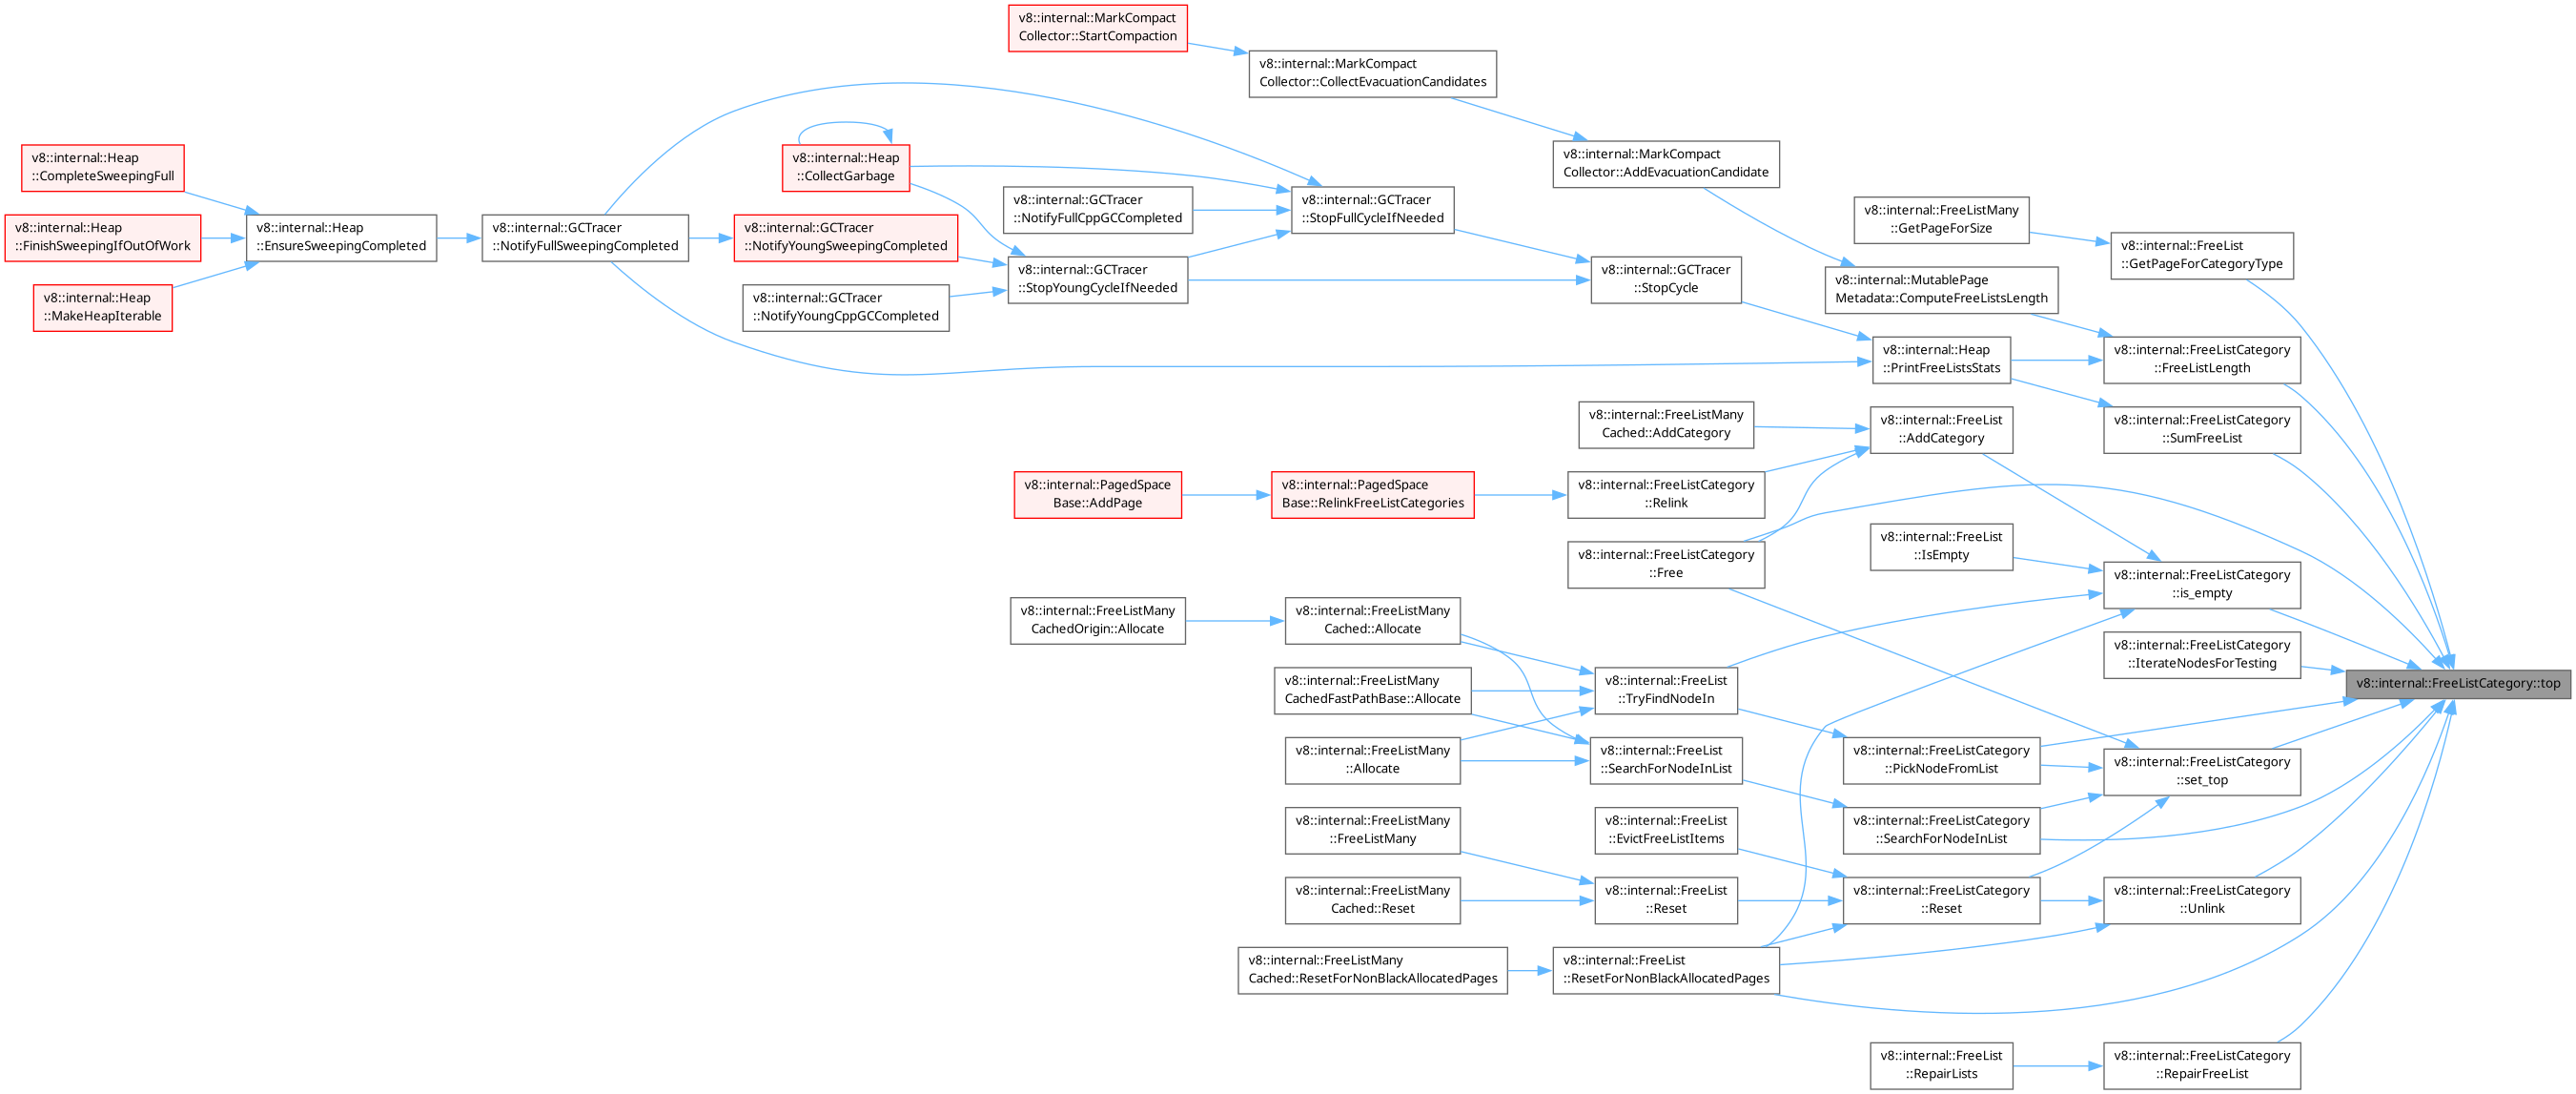 v8::internal::MarkCompact
Collector::StartCompaction
v8::internal::MarkCompact
Collector::CollectEvacuationCandidates
v8::internal::Heap
::CompleteSweepingFull
v8::internal::Heap
::CollectGarbage
v8::internal::MarkCompact
Collector::AddEvacuationCandidate
v8::internal::GCTracer
::NotifyFullCppGCCompleted
v8::internal::GCTracer
::StopFullCycleIfNeeded
v8::internal::FreeListMany
::GetPageForSize
v8::internal::Heap
::FinishSweepingIfOutOfWork
v8::internal::Heap
::EnsureSweepingCompleted
v8::internal::GCTracer
::NotifyFullSweepingCompleted
v8::internal::GCTracer
::NotifyYoungSweepingCompleted
v8::internal::FreeList
::GetPageForCategoryType
v8::internal::GCTracer
::StopYoungCycleIfNeeded
v8::internal::GCTracer
::StopCycle
v8::internal::MutablePage
Metadata::ComputeFreeListsLength
v8::internal::Heap
::MakeHeapIterable
v8::internal::GCTracer
::NotifyYoungCppGCCompleted
v8::internal::Heap
::PrintFreeListsStats
v8::internal::FreeListCategory
::FreeListLength
v8::internal::FreeListMany
Cached::AddCategory
v8::internal::FreeList
::AddCategory
v8::internal::FreeListCategory
::SumFreeList
v8::internal::PagedSpace
Base::AddPage
v8::internal::PagedSpace
Base::RelinkFreeListCategories
v8::internal::FreeListCategory
::Relink
v8::internal::FreeListCategory
::Free
v8::internal::FreeList
::IsEmpty
v8::internal::FreeListCategory
::is_empty
v8::internal::FreeListMany
CachedOrigin::Allocate
v8::internal::FreeListMany
Cached::Allocate
v8::internal::FreeListCategory
::IterateNodesForTesting
v8::internal::FreeListMany
CachedFastPathBase::Allocate
v8::internal::FreeList
::TryFindNodeIn
v8::internal::FreeListCategory::top
v8::internal::FreeListMany
::Allocate
v8::internal::FreeList
::SearchForNodeInList
v8::internal::FreeListCategory
::PickNodeFromList
v8::internal::FreeListCategory
::set_top
v8::internal::FreeListMany
::FreeListMany
v8::internal::FreeList
::EvictFreeListItems
v8::internal::FreeListCategory
::SearchForNodeInList
v8::internal::FreeListMany
Cached::Reset
v8::internal::FreeList
::Reset
v8::internal::FreeListCategory
::Reset
v8::internal::FreeListCategory
::Unlink
v8::internal::FreeListMany
Cached::ResetForNonBlackAllocatedPages
v8::internal::FreeList
::ResetForNonBlackAllocatedPages
v8::internal::FreeList
::RepairLists
v8::internal::FreeListCategory
::RepairFreeList